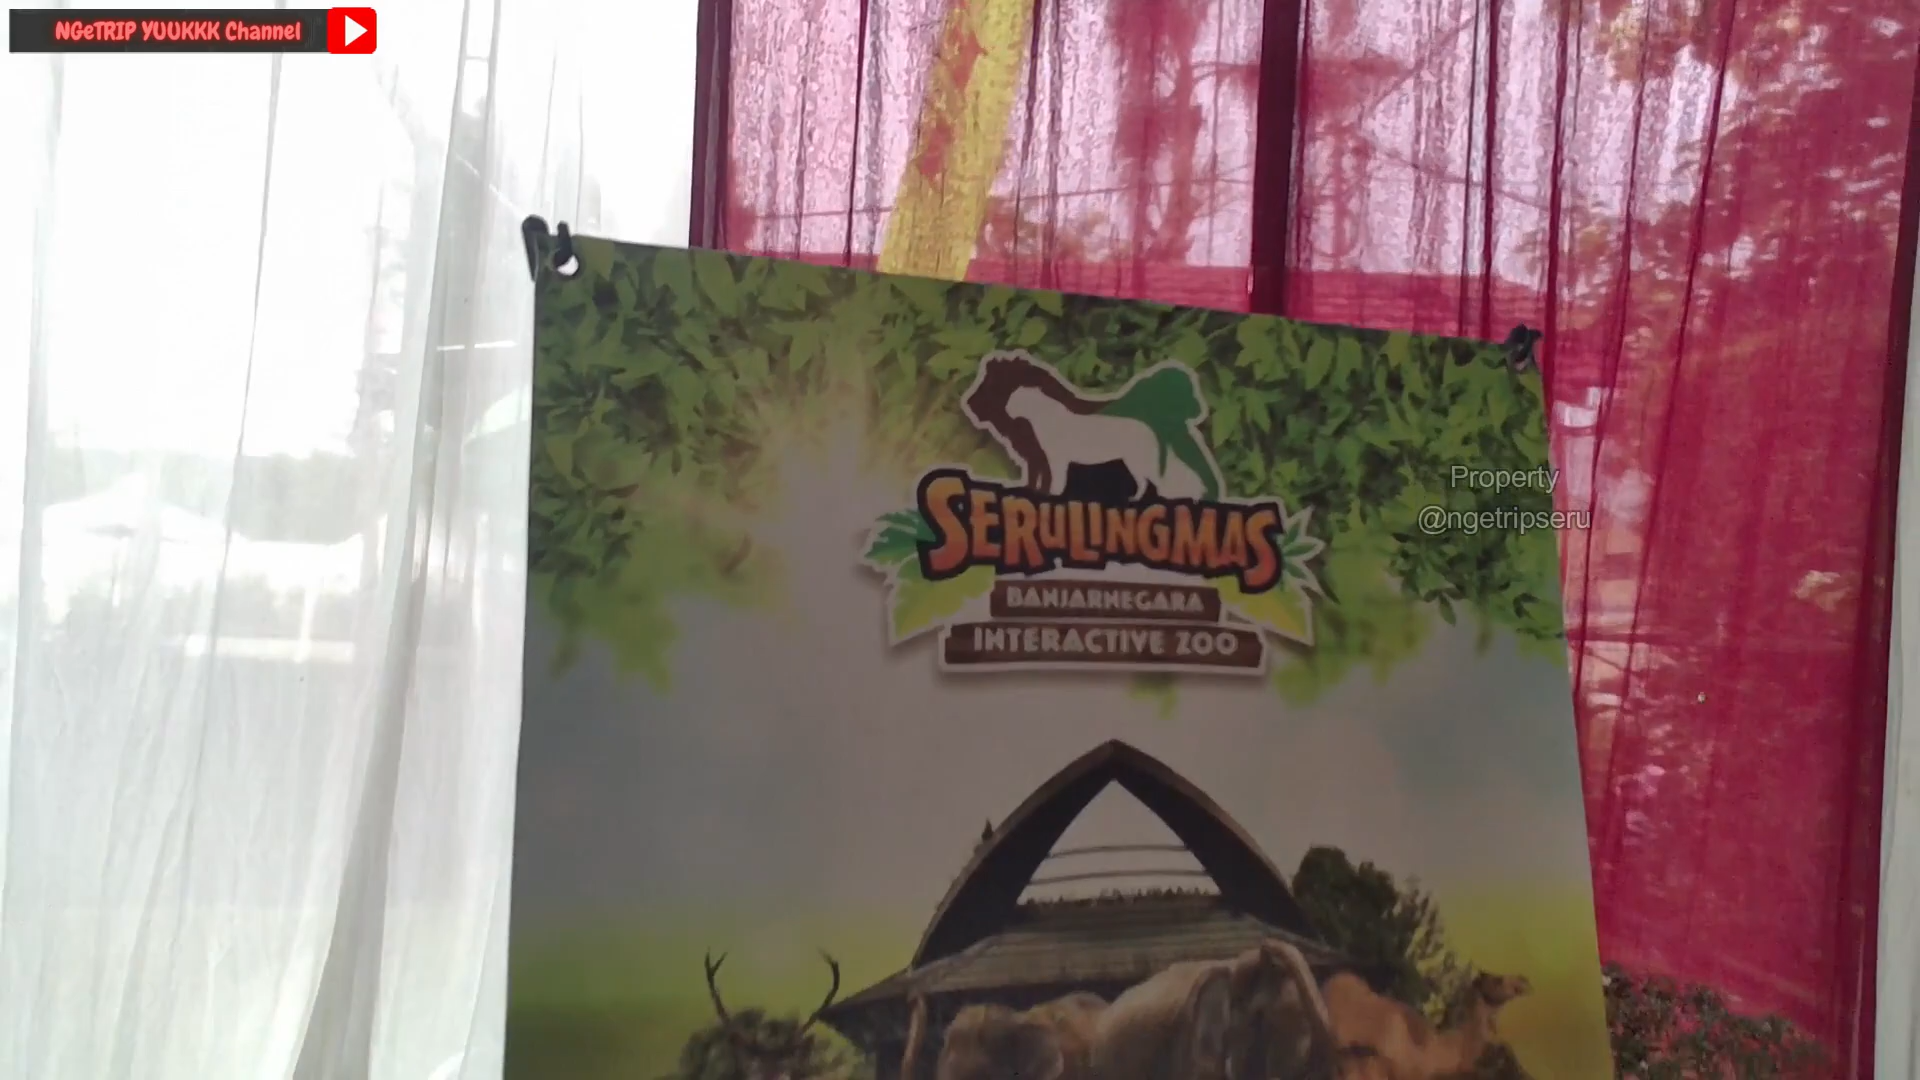 NGeTRIP YUUKKK Channel
SERULINGMAS
BANJARNEGARA
INTERACTIVE ZOO
Property
@ngetripseru